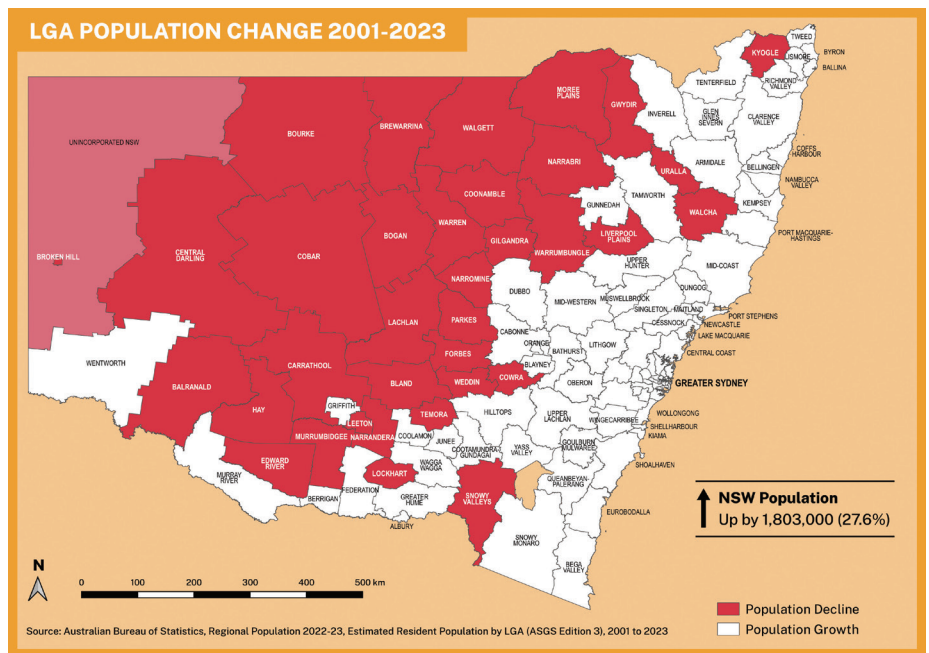 LGA POPULATION CHANGE 2001-2023
TWEED
KYOGLE
BYRON
LISMORE
BALLINA
RICHMOND
VALLEY
TENTERFIELD
MOREE
PLAINS
GWYDIR
INVERELL
GLEN
INNES
SEVERN
CLARENCE
VALLEY
BOURKE
BREWARRINA
WALGETT
UNINCORPORATED NSW
COFFS
HARBOUR
NARRABRI
ARMIDALE
BELLINGEN
URALLA
NAMBUCCA
VALLEY
COONAMBLE
TAMWORTH
GUNNEDAH
WALCHA
KEMPSEY
WARREN
BOGAN
GILGANDRA
LIVERPOOL
PLAINS
PORT MACQUARIE-
HASTINGS
CENTRAL
DARLING
COBAR
WARRUMBUNGLE
BROKEN HILL
UPPER
HUNTER
MID-COAST
NARROMINE
DUBBO
DUNGOG
MID-WESTERN
MUSWELLBROOK
SINGLETON
MAITLAND
PORT STEPHENS
LACHLAN
PARKES
CESSNOCK
NEWCASTLE
CABONNE
LAKE MACQUARIE
ORANGE
BATHURST
LITHGOW
CENTRAL COAST
FORBES
WENTWORTH
CARRATHOOL
BLAYNEY
BALRANALD
BLAND
WEDDIN
COWRA
OBERON
GREATER SYDNEY
HAY
GRIFFITH
LEETON
TEMORA
HILLTOPS
UPPER
LACHLAN
WINGECARRIBEE
WOLLONGONG
SHELLHARBOUR
KIAMA
MURRUMBIDGEE
NARRANDERA
COOLAMON
JUNEE
COOTAMUNDRA-
GUNDAGAI
YASS
VALLEY
GOULBURN
MULWAREE
EDWARD
RIVER
WAGGA
WAGGA
SHOALHAVEN
MURRAY
RIVER
LOCKHART
QUEANBEYAN-
PALERANG
BERRIGAN
FEDERATION
GREATER
HUME
SNOWY
VALLEYS
ALBURY
EUROBODALLA
SNOWY
MONARO
BEGA
VALLEY
NSW Population
Up by 1,803,000 (27.6%)
N
0 100 200 300 400 500 km
Population Decline
Population Growth
Source: Australian Bureau of Statistics, Regional Population 2022-23, Estimated Resident Population by LGA (ASGS Edition 3), 2001 to 2023